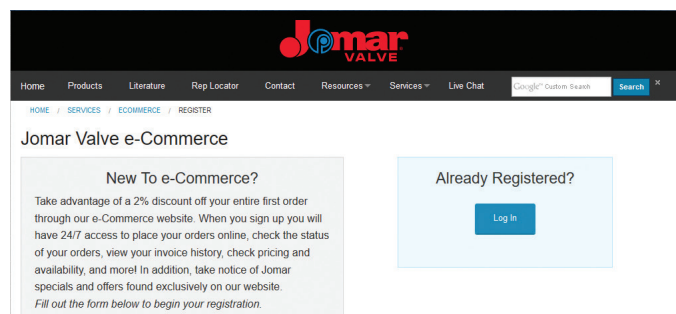 Jomar
VALVE
Home Products Literature Rep Locator Contact Resources Services Live Chat Google™ Custom Search Search ×
HOME / SERVICES / ECOMMERCE / REGISTER
Jomar Valve e-Commerce
New To e-Commerce?
Take advantage of a 2% discount off your entire first order
through our e-Commerce website. When you sign up you will
have 24/7 access to place your orders online, check the status
of your orders, view your invoice history, check pricing and
availability, and more! In addition, take notice of Jomar
specials and offers found exclusively on our website.
Fill out the form below to begin your registration.
Already Registered?
Log In